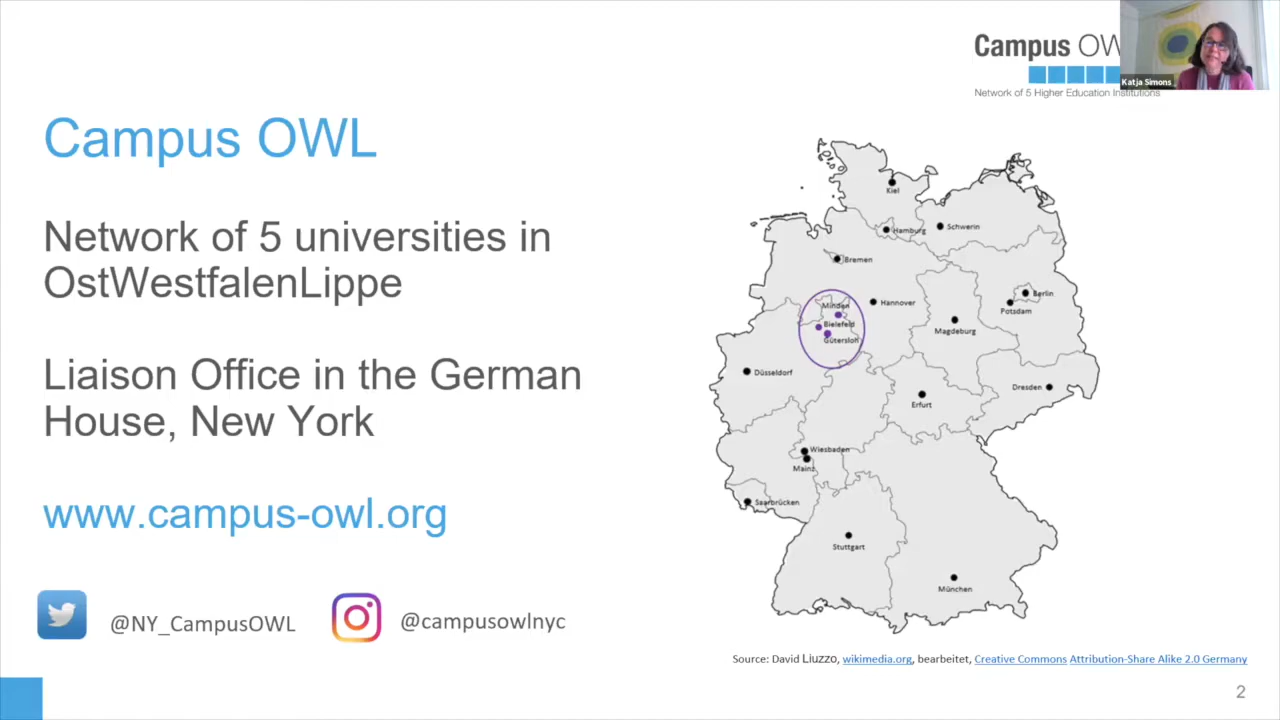 Campus OW
Network of 5 Higher Education Institutions
Katja Simons
Campus OWL
Network of 5 universities in
OstWestfalenLippe
Liaison Office in the German
House, New York
www.campus-owl.org
@NY_CampusOWL
@campusowlnyc
Kiel
Hamburg
Schwerin
Bremen
Berlin
Potsdam
Hannover
Minden
Bielefeld
Gütersloh
Magdeburg
Düsseldorf
Dresden
Erfurt
Wiesbaden
Mainz
Saarbrücken
Stuttgart
München
Source: David Liuzzo, wikimedia.org, bearbeitet, Creative Commons Attribution-Share Alike 2.0 Germany
2